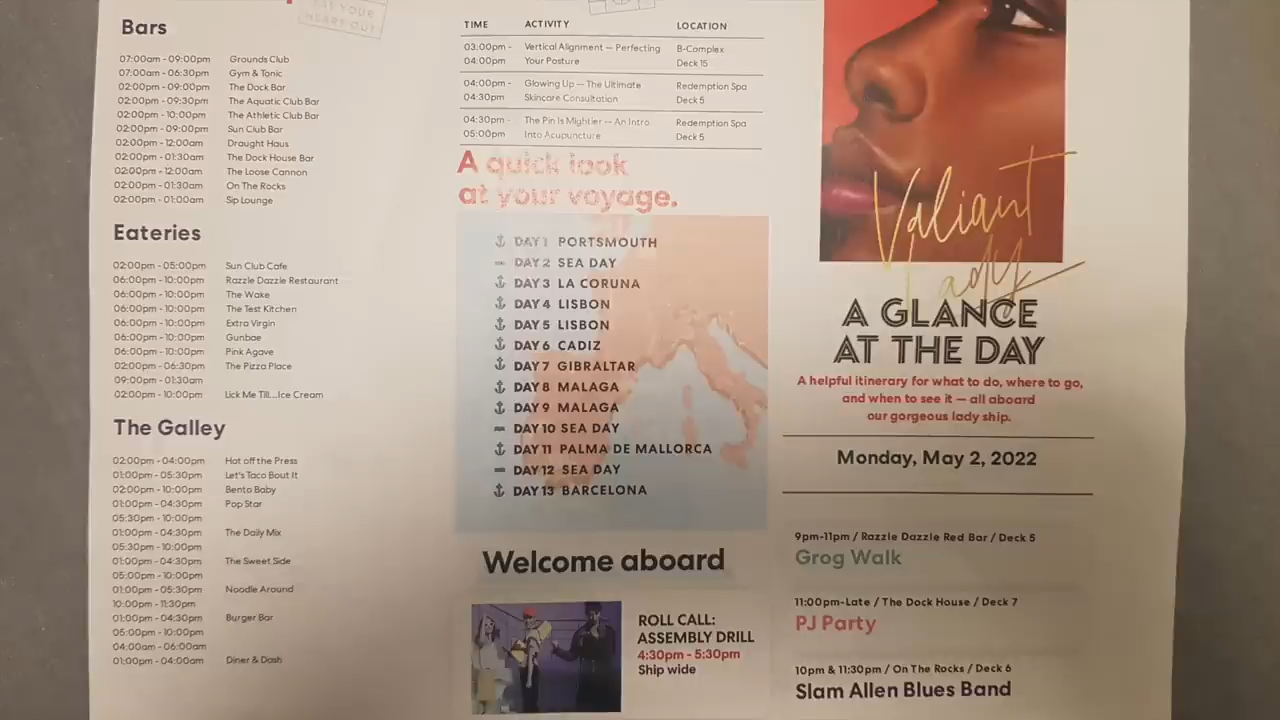 EAT YOUR
HEART OUT
Bars
07:00am - 09:00pm Grounds Club
07:00am - 06:30pm Gym & Tonic
02:00pm - 09:00pm The Dock Bar
02:00pm - 09:30pm The Aquatic Club Bar
02:00pm - 10:00pm The Athletic Club Bar
02:00pm - 09:00pm Sun Club Bar
02:00pm - 12:00am Draught Haus
02:00pm - 01:30am The Dock House Bar
02:00pm - 12:00am The Loose Cannon
02:00pm - 01:30am On The Rocks
02:00pm - 01:00am Sip Lounge
Eateries
02:00pm - 05:00pm Sun Club Cafe
06:00pm - 10:00pm Razzle Dazzle Restaurant
06:00pm - 10:00pm The Wake
06:00pm - 10:00pm The Test Kitchen
06:00pm - 10:00pm Extra Virgin
06:00pm - 10:00pm Gunbae
06:00pm - 10:00pm Pink Agave
02:00pm - 06:30pm The Pizza Place
09:00pm - 01:30am
02:00pm - 10:00pm Lick Me Till...Ice Cream
The Galley
02:00pm - 04:00pm Hot off the Press
01:00pm - 05:30pm Let's Taco Bout It
02:00pm - 10:00pm Bento Baby
01:00pm - 04:30pm Pop Star
05:30pm - 10:00pm
01:00pm - 04:30pm The Daily Mix
05:30pm - 10:00pm
01:00pm - 04:30pm The Sweet Side
05:00pm - 10:00pm
01:00pm - 05:30pm Noodle Around
10:00pm - 11:30pm
01:00pm - 04:30pm Burger Bar
05:00pm - 10:00pm
04:00am - 06:00am
01:00pm - 04:00am Diner & Dash
TIME ACTIVITY LOCATION
03:00pm - Vertical Alignment — Perfecting B-Complex
04:00pm Your Posture Deck 15
04:00pm - Glowing Up — The Ultimate Redemption Spa
04:30pm Skincare Consultation Deck 5
04:30pm - The Pin Is Mightier — An Intro Redemption Spa
05:00pm Into Acupuncture Deck 5
A quick look
at your voyage.
DAY 1 PORTSMOUTH
DAY 2 SEA DAY
DAY 3 LA CORUNA
DAY 4 LISBON
DAY 5 LISBON
DAY 6 CADIZ
DAY 7 GIBRALTAR
DAY 8 MALAGA
DAY 9 MALAGA
DAY 10 SEA DAY
DAY 11 PALMA DE MALLORCA
DAY 12 SEA DAY
DAY 13 BARCELONA
Welcome aboard
ROLL CALL:
ASSEMBLY DRILL
4:30pm - 5:30pm
Ship wide
Valiant
Lady
A GLANCE
AT THE DAY
A helpful itinerary for what to do, where to go,
and when to see it — all aboard
our gorgeous lady ship.
Monday, May 2, 2022
9pm-11pm / Razzle Dazzle Red Bar / Deck 5
Grog Walk
11:00pm-Late / The Dock House / Deck 7
PJ Party
10pm & 11:30pm / On The Rocks / Deck 6
Slam Allen Blues Band